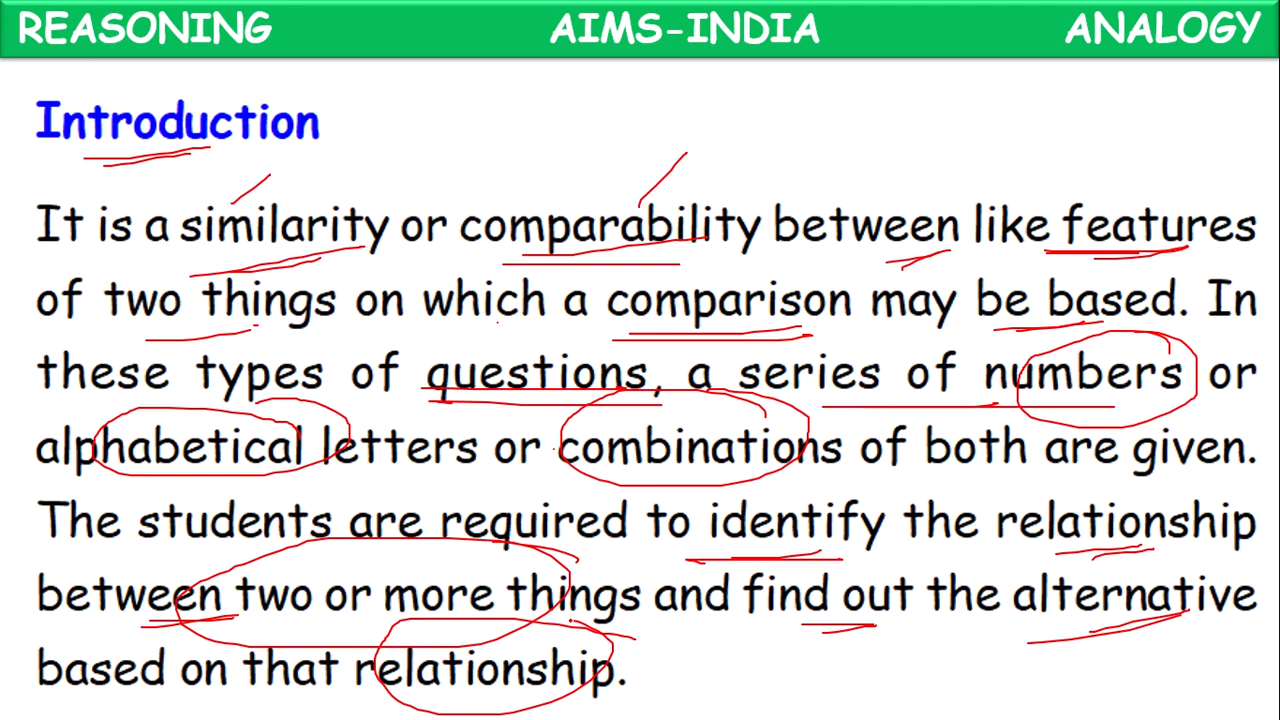 REASONING AIMS-INDIA ANALOGY
Introduction
It is a similarity or comparability between like features
of two things on which a comparison may be based. In
these types of questions, a series of numbers or
alphabetical letters or combinations of both are given.
The students are required to identify the relationship
between two or more things and find out the alternative
based on that relationship.